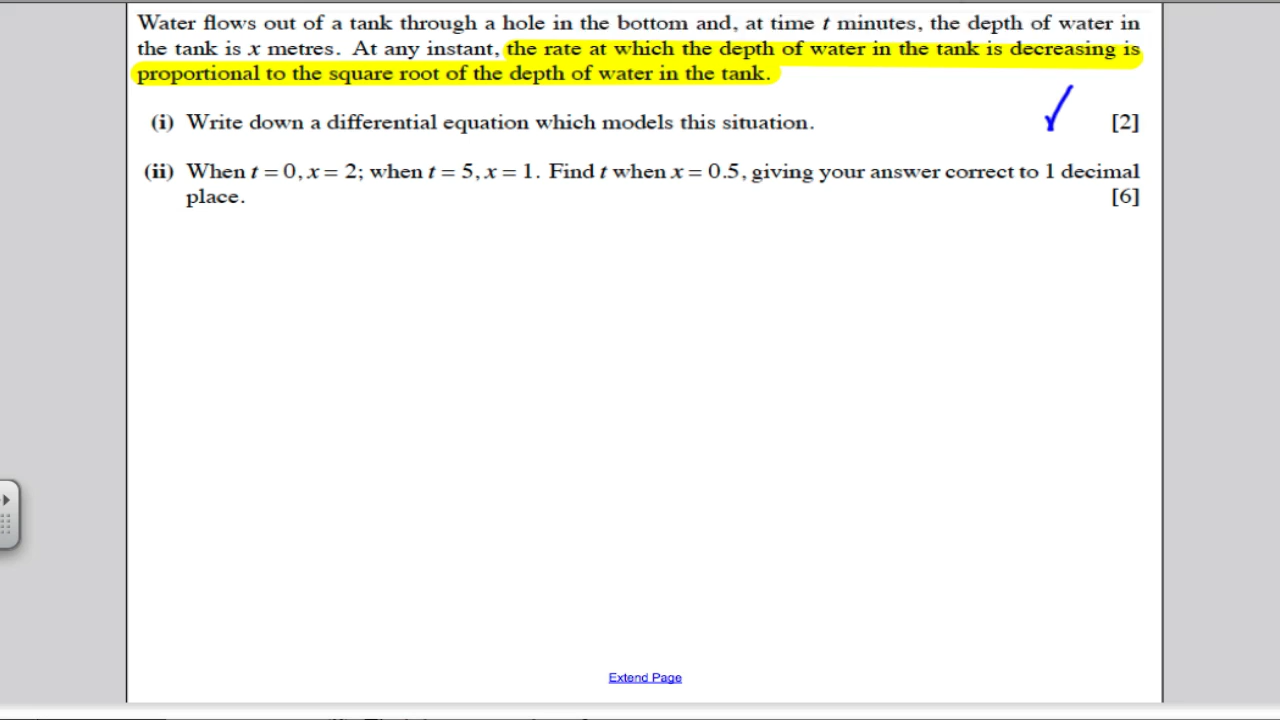 Water flows out of a tank through a hole in the bottom and, at time t minutes, the depth of water in
the tank is x metres. At any instant, the rate at which the depth of water in the tank is decreasing is
proportional to the square root of the depth of water in the tank.
(i) Write down a differential equation which models this situation. [2]
(ii) When t = 0, x = 2; when t = 5, x = 1. Find t when x = 0.5, giving your answer correct to 1 decimal
place. [6]
Extend Page